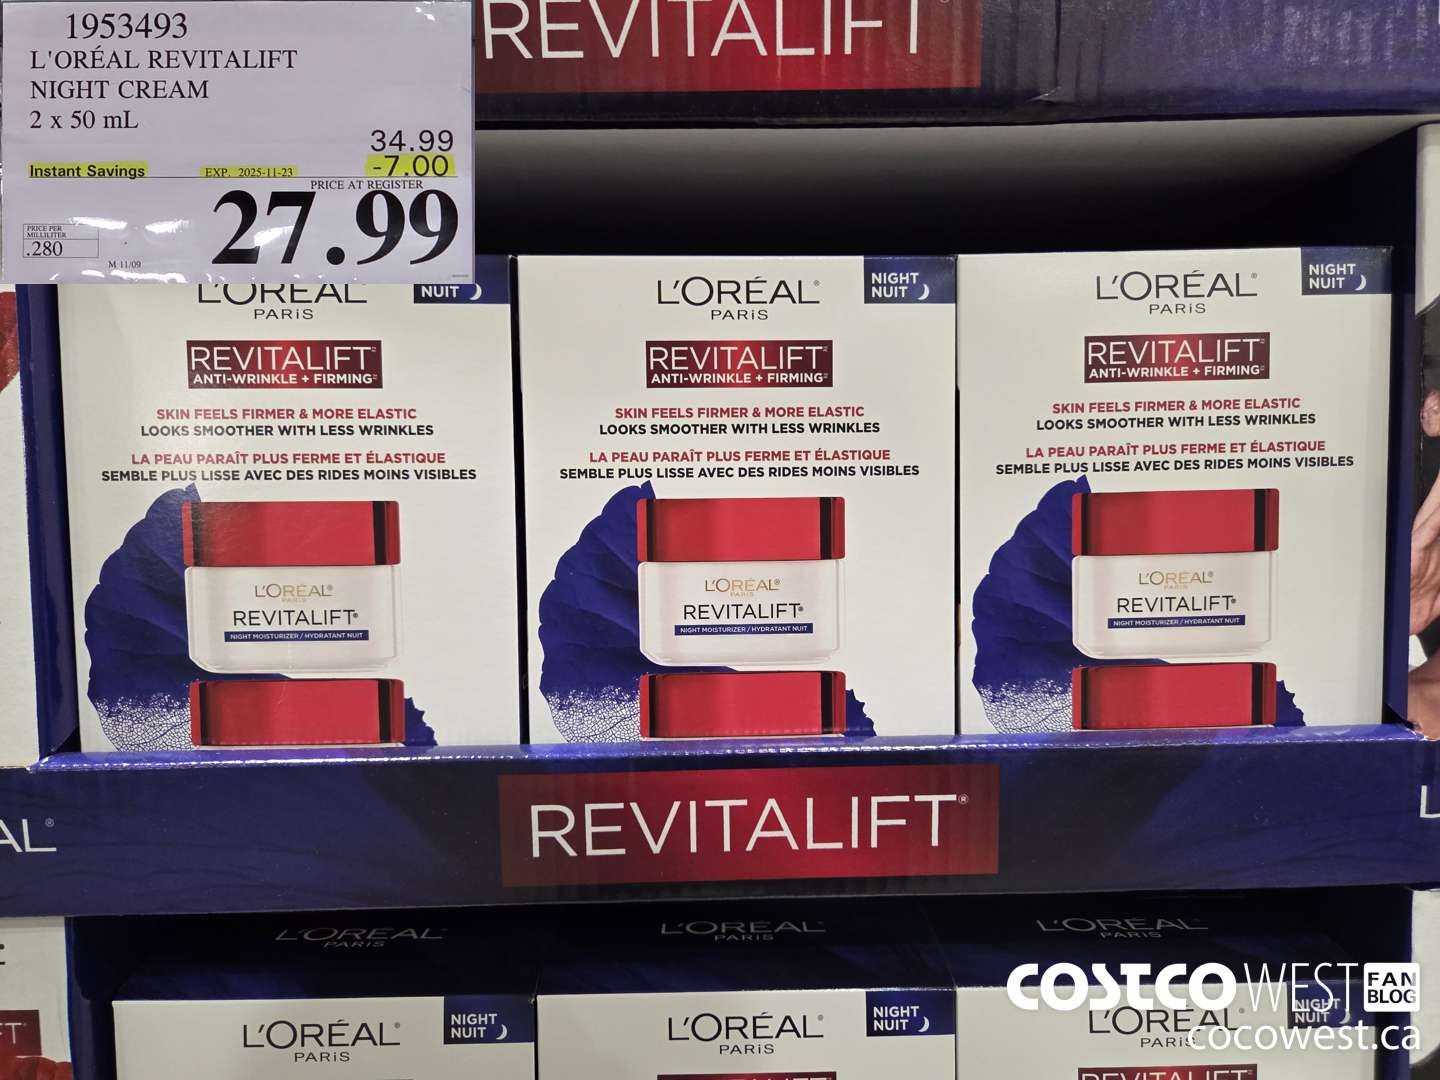 1953493
L'ORÉAL REVITALIFT
NIGHT CREAM
2 x 50 mL
34.99
Instant Savings EXP. 2025-11-23 -7.00
PRICE AT REGISTER
27.99
PRICE PER
MILLILITER
.280
M 11/09
REVITALIFT
L'ORÉAL
PARIS
NUIT
REVITALIFT
ANTI-WRINKLE + FIRMING
SKIN FEELS FIRMER & MORE ELASTIC
LOOKS SMOOTHER WITH LESS WRINKLES
LA PEAU PARAÎT PLUS FERME ET ÉLASTIQUE
SEMBLE PLUS LISSE AVEC DES RIDES MOINS VISIBLES
L'ORÉAL®
PARIS
REVITALIFT®
NIGHT MOISTURIZER / HYDRATANT NUIT
L'ORÉAL®
PARIS
NIGHT
NUIT
REVITALIFT
ANTI-WRINKLE + FIRMING
SKIN FEELS FIRMER & MORE ELASTIC
LOOKS SMOOTHER WITH LESS WRINKLES
LA PEAU PARAÎT PLUS FERME ET ÉLASTIQUE
SEMBLE PLUS LISSE AVEC DES RIDES MOINS VISIBLES
L'ORÉAL®
PARIS
REVITALIFT®
NIGHT MOISTURIZER / HYDRATANT NUIT
L'ORÉAL®
PARIS
NIGHT
NUIT
REVITALIFT
ANTI-WRINKLE + FIRMING
SKIN FEELS FIRMER & MORE ELASTIC
LOOKS SMOOTHER WITH LESS WRINKLES
LA PEAU PARAÎT PLUS FERME ET ÉLASTIQUE
SEMBLE PLUS LISSE AVEC DES RIDES MOINS VISIBLES
L'ORÉAL®
PARIS
REVITALIFT®
NIGHT MOISTURIZER / HYDRATANT NUIT
AL®
REVITALIFT®
L
L'ORÉAL
PARIS
L'ORÉAL
PARIS
L'ORÉAL
PARIS
L'ORÉAL®
PARIS
NIGHT
NUIT
L'ORÉAL®
PARIS
NIGHT
NUIT
REVITALIFT
L'ORÉAL®
PARIS
NIGHT
NUIT
REVITALIFT
COSTCO WEST FAN
BLOG
cocowest.ca